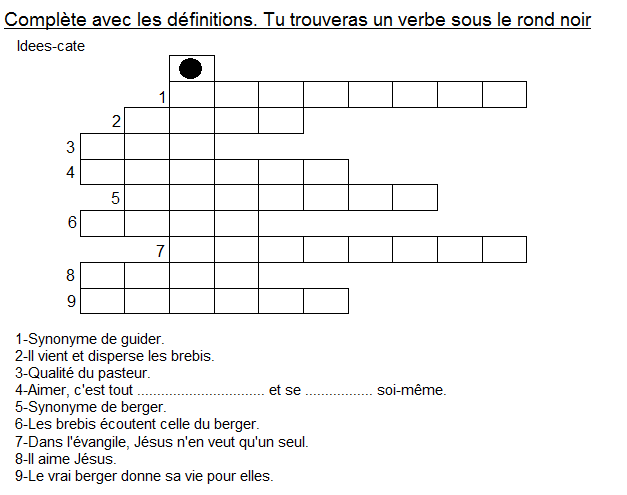 Complète avec les définitions. Tu trouveras un verbe sous le rond noir
Idees-cate
1
2
3
4
5
6
7
8
9
1-Synonyme de guider.
2-Il vient et disperse les brebis.
3-Qualité du pasteur.
4-Aimer, c'est tout ............................... et se ................ soi-même.
5-Synonyme de berger.
6-Les brebis écoutent celle du berger.
7-Dans l'évangile, Jésus n'en veut qu'un seul.
8-Il aime Jésus.
9-Le vrai berger donne sa vie pour elles.